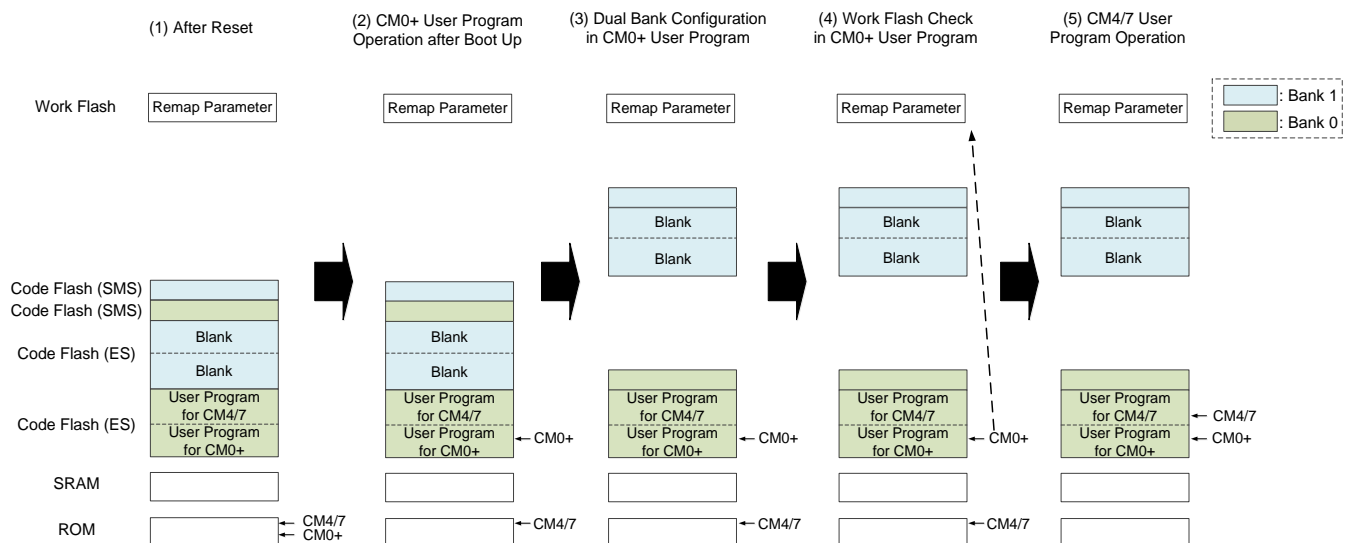 (1) After Reset
(2) CM0+ User Program
Operation after Boot Up
(3) Dual Bank Configuration
in CM0+ User Program
(4) Work Flash Check
in CM0+ User Program
(5) CM4/7 User
Program Operation
Work Flash
Remap Parameter
Remap Parameter
Remap Parameter
Remap Parameter
Remap Parameter
: Bank 1
: Bank 0
Blank
Blank
Blank
Blank
Blank
Blank
Code Flash (SMS)
Code Flash (SMS)
Code Flash (ES)
Blank
Blank
Blank
Blank
Code Flash (ES)
User Program
for CM4/7
User Program
for CM0+
User Program
for CM4/7
User Program
for CM0+
CM0+
User Program
for CM4/7
User Program
for CM0+
CM0+
User Program
for CM4/7
User Program
for CM0+
CM0+
User Program
for CM4/7
User Program
for CM0+
CM4/7
CM0+
SRAM
ROM
CM4/7
CM0+
CM4/7
CM4/7
CM4/7